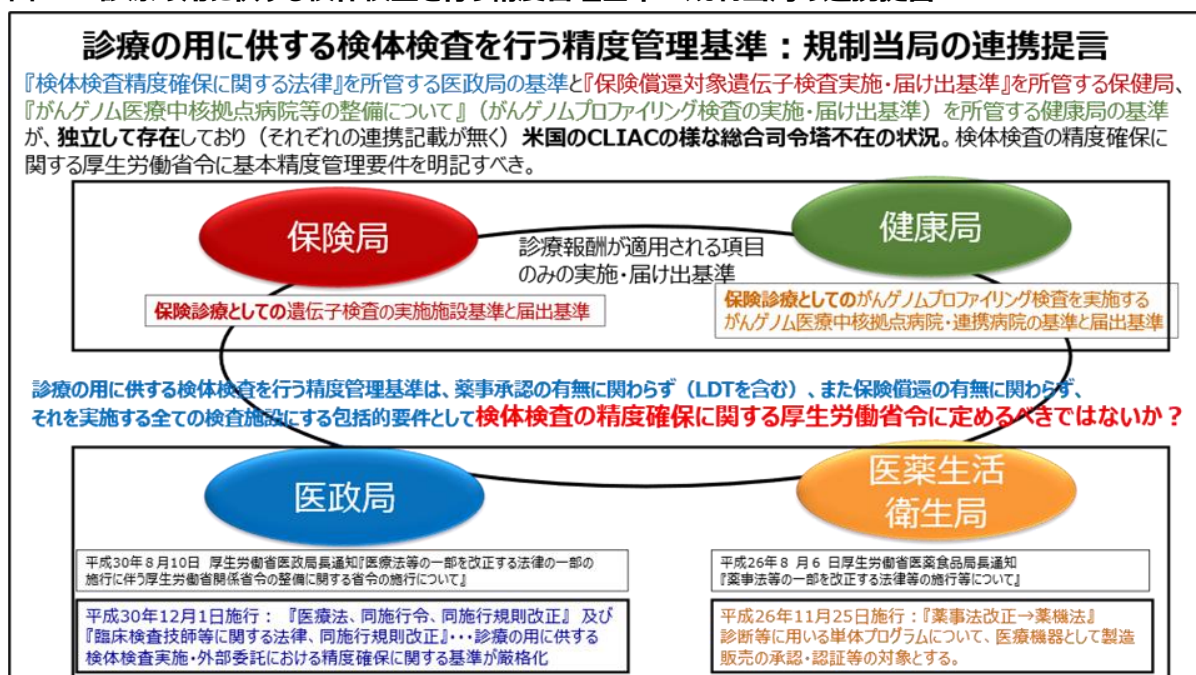 診療の用に供する検体検査を行う精度管理基準：規制当局の連携提言
『検体検査精度確保に関する法律』を所管する医政局の基準と『保険償還対象遺伝子検査実施・届け出基準』を所管する保健局、
『がんゲノム医療中核拠点病院等の整備について』（がんゲノムプロファイリング検査の実施・届け出基準）を所管する健康局の基準
が、独立して存在しており（それぞれの連携記載が無く）米国のCLIACの様な総合司令塔不在の状況。検体検査の精度確保に
関する厚生労働省令に基本精度管理要件を明記すべき。
保険局
健康局
診療報酬が適用される項目
のみの実施・届け出基準
保険診療としての遺伝子検査の実施施設基準と届出基準
保険診療としてのがんゲノムプロファイリング検査を実施する
がんゲノム医療中核拠点病院・連携病院の基準と届出基準
診療の用に供する検体検査を行う精度管理基準は、薬事承認の有無に関わらず（LDTを含む）、また保険償還の有無に関わらず、
それを実施する全ての検査施設にする包括的要件として検体検査の精度確保に関する厚生労働省令に定めるべきではないか？
医政局
医薬生活
衛生局
平成30年8月10日 厚生労働省医政局長通知『医療法等の一部を改正する法律の一部の
施行に伴う厚生労働省関係省令の整備に関する省令の施行について』
平成26年8月6日厚生労働省医薬食品局長通知
『薬事法等の一部を改正する法律等の施行等について』
平成30年12月1日施行：『医療法、同施行令、同施行規則改正』及び
『臨床検査技師等に関する法律、同施行規則改正』・・・診療の用に供する
検体検査実施・外部委託における精度確保に関する基準が厳格化
平成26年11月25日施行：『薬事法改正→薬機法』
診断等に用いる単体プログラムについて、医療機器として製造
販売の承認・認証等の対象とする。